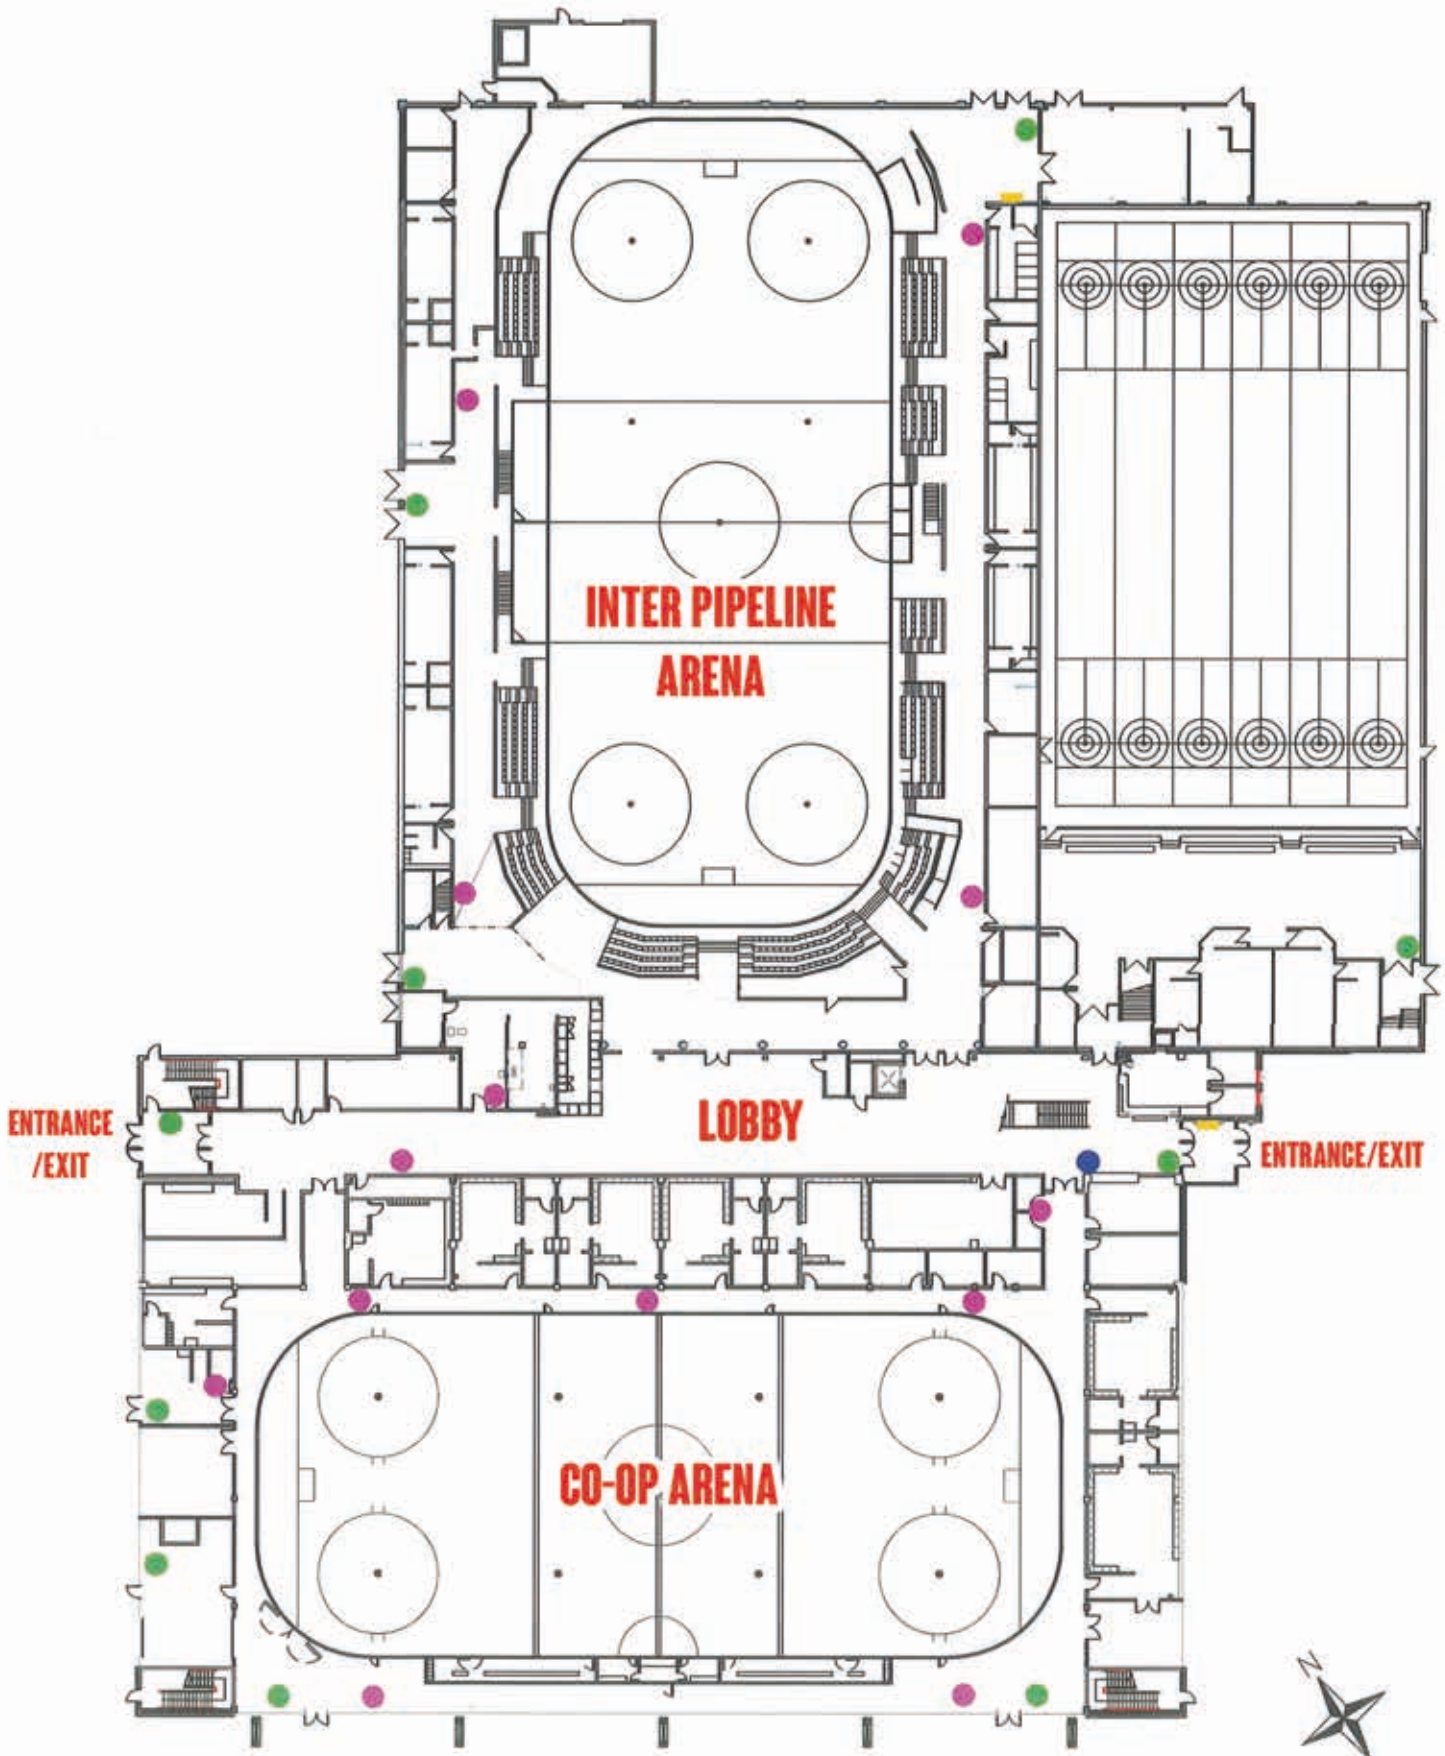 INTER PIPELINE
ARENA
LOBBY
ENTRANCE
/EXIT
ENTRANCE/EXIT
CO-OP ARENA
N